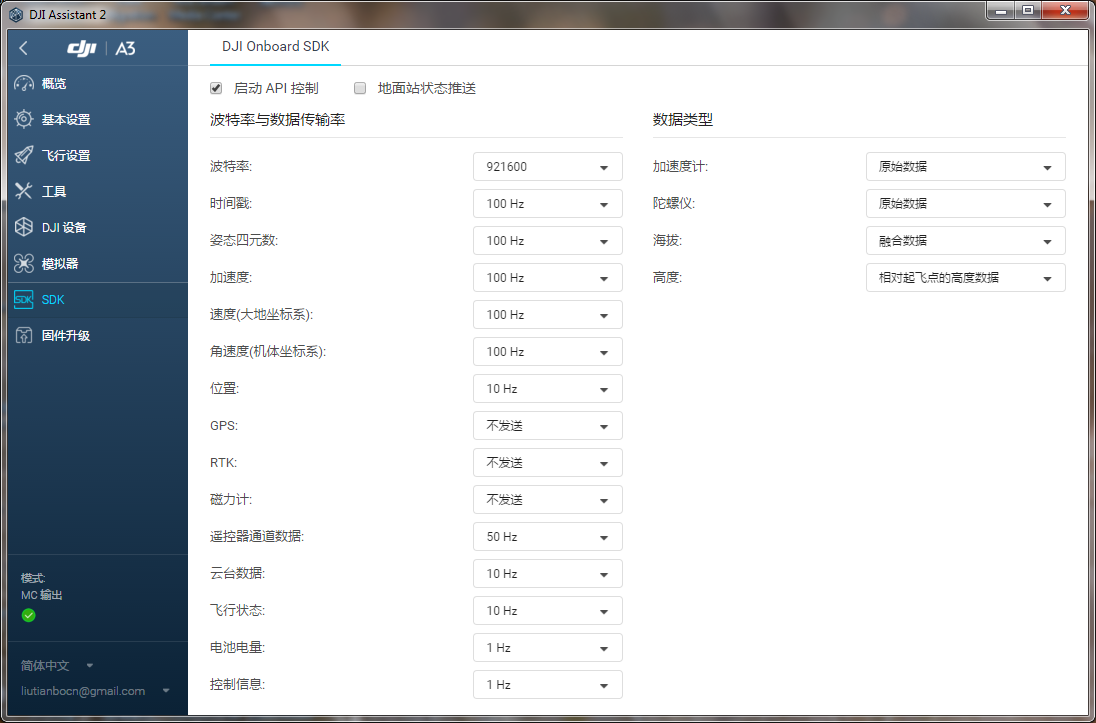 DJI Assistant 2
dji A3
概览
基本设置
飞行设置
工具
DJI 设备
模拟器
SDK SDK
固件升级
模式:
MC 输出
简体中文
liutianbocn@gmail.com
DJI Onboard SDK
启动 API 控制 地面站状态推送
波特率与数据传输率
波特率: 921600
时间戳: 100 Hz
姿态四元数: 100 Hz
加速度: 100 Hz
速度(大地坐标系): 100 Hz
角速度(机体坐标系): 100 Hz
位置: 10 Hz
GPS: 不发送
RTK: 不发送
磁力计: 不发送
遥控器通道数据: 50 Hz
云台数据: 10 Hz
飞行状态: 10 Hz
电池电量: 1 Hz
控制信息: 1 Hz
数据类型
加速度计: 原始数据
陀螺仪: 原始数据
海拔: 融合数据
高度: 相对起飞点的高度数据